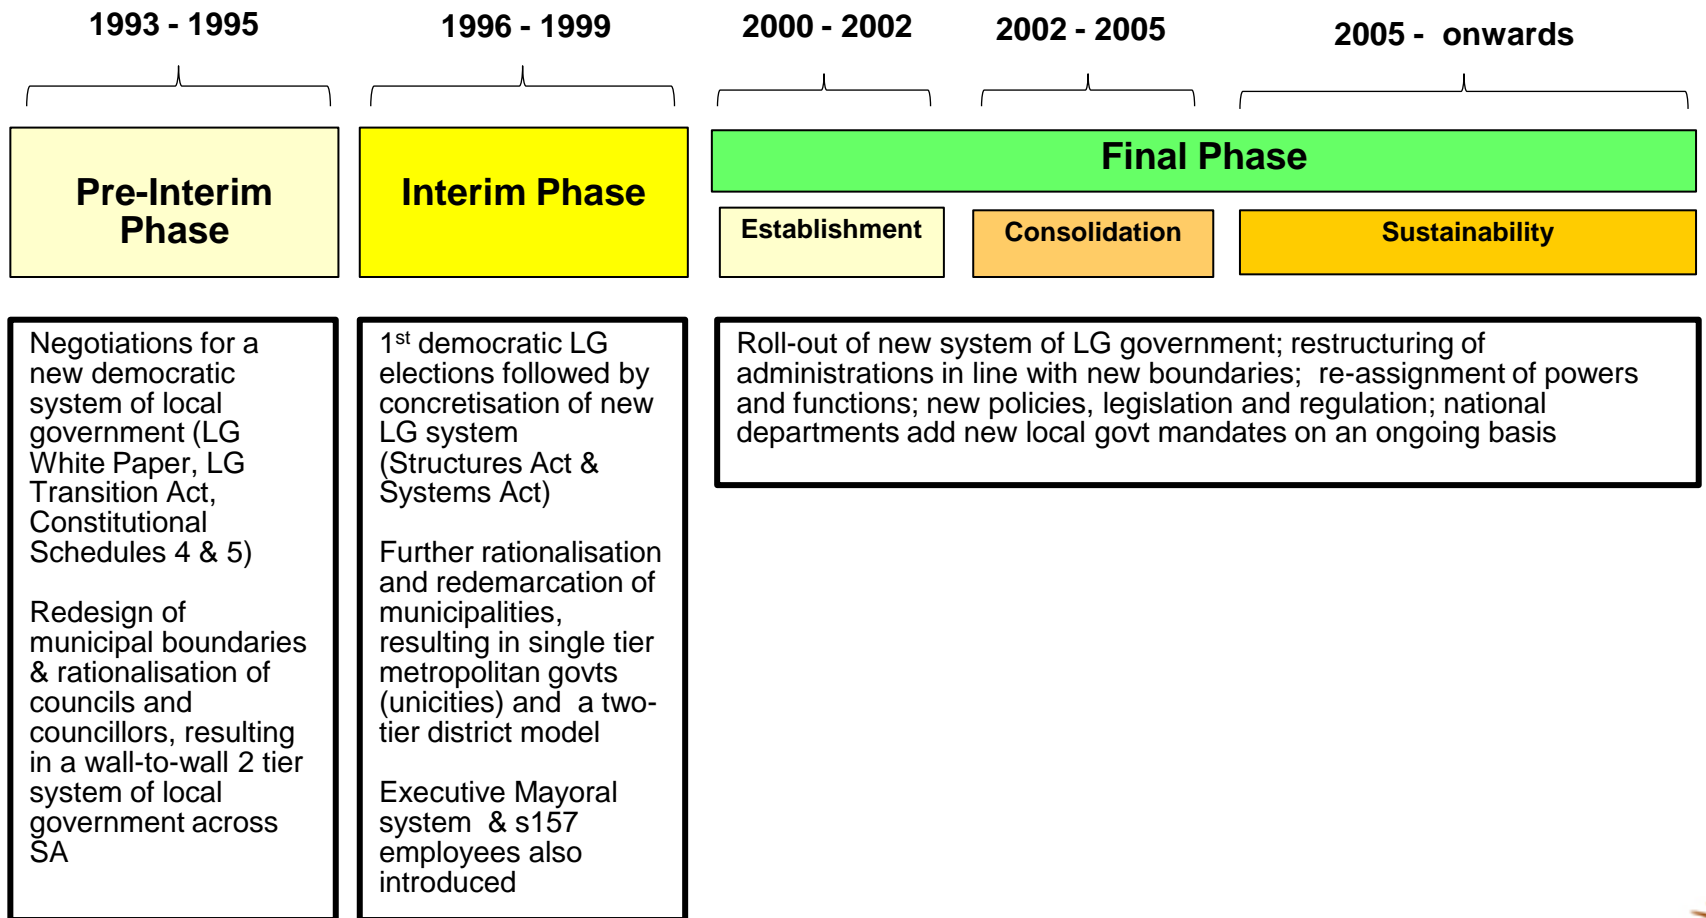 1993 - 1995
1996 - 1999
2000 - 2002
2002 - 2005
2005 - onwards
Pre-Interim
Phase
Interim Phase
Final Phase
Establishment
Consolidation
Sustainability
Negotiations for a
new democratic
system of local
government (LG
White Paper, LG
Transition Act,
Constitutional
Schedules 4 & 5)
Redesign of
municipal boundaries
& rationalisation of
councils and
councillors, resulting
in a wall-to-wall 2 tier
system of local
government across
SA
1st democratic LG
elections followed by
concretisation of new
LG system
(Structures Act &
Systems Act)
Further rationalisation
and redemarcation of
municipalities,
resulting in single tier
metropolitan govts
(unicities) and a two-
tier district model
Executive Mayoral
system & s157
employees also
introduced
Roll-out of new system of LG government; restructuring of
administrations in line with new boundaries; re-assignment of powers
and functions; new policies, legislation and regulation; national
departments add new local govt mandates on an ongoing basis